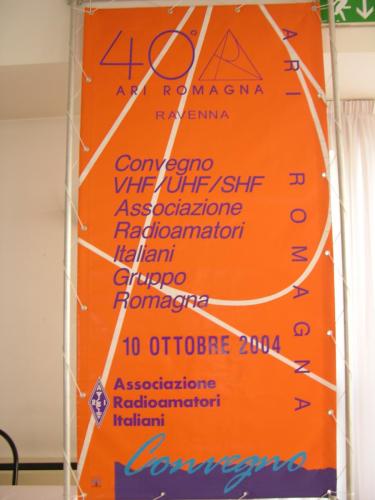 40°
ARI ROMAGNA
RAVENNA
ARI ROMAGNA
Convegno
VHF/UHF/SHF
Associazione
Radioamatori
Italiani
Gruppo
Romagna
10 OTTOBRE 2004
Associazione
Radioamatori
Italiani
Convegno